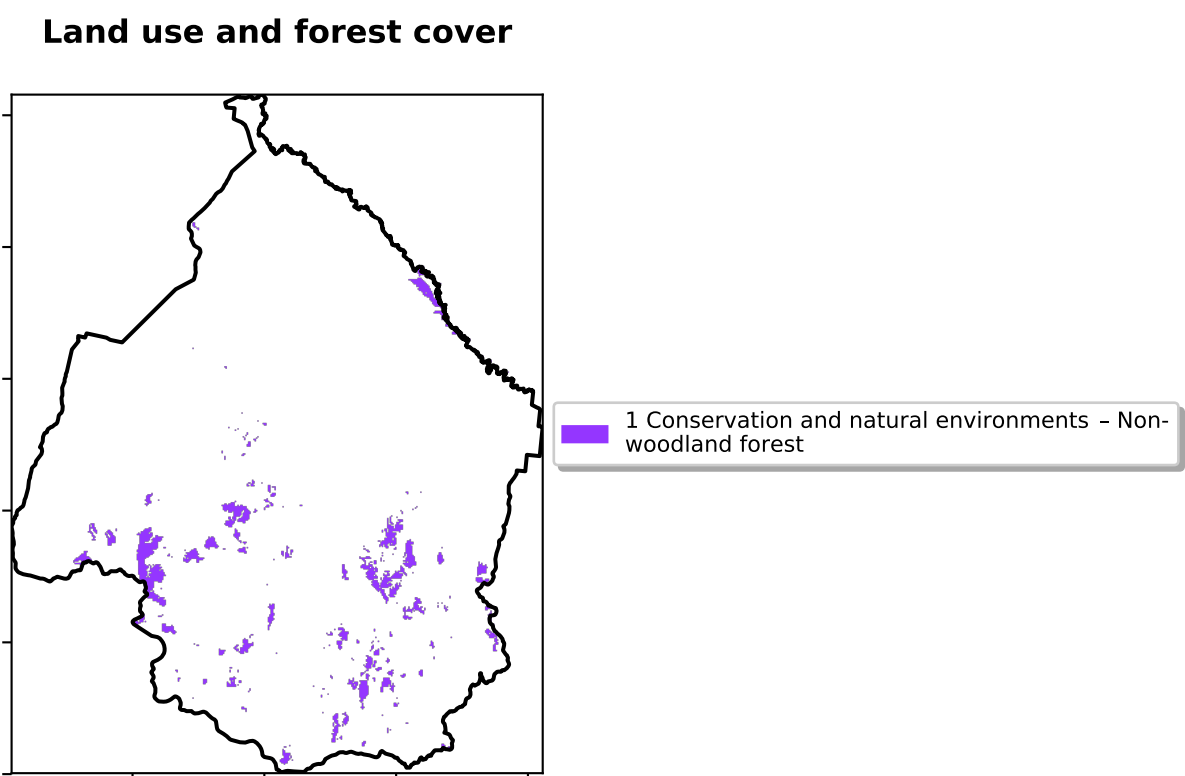 Land use and forest cover
1 Conservation and natural environments – Non-
woodland forest